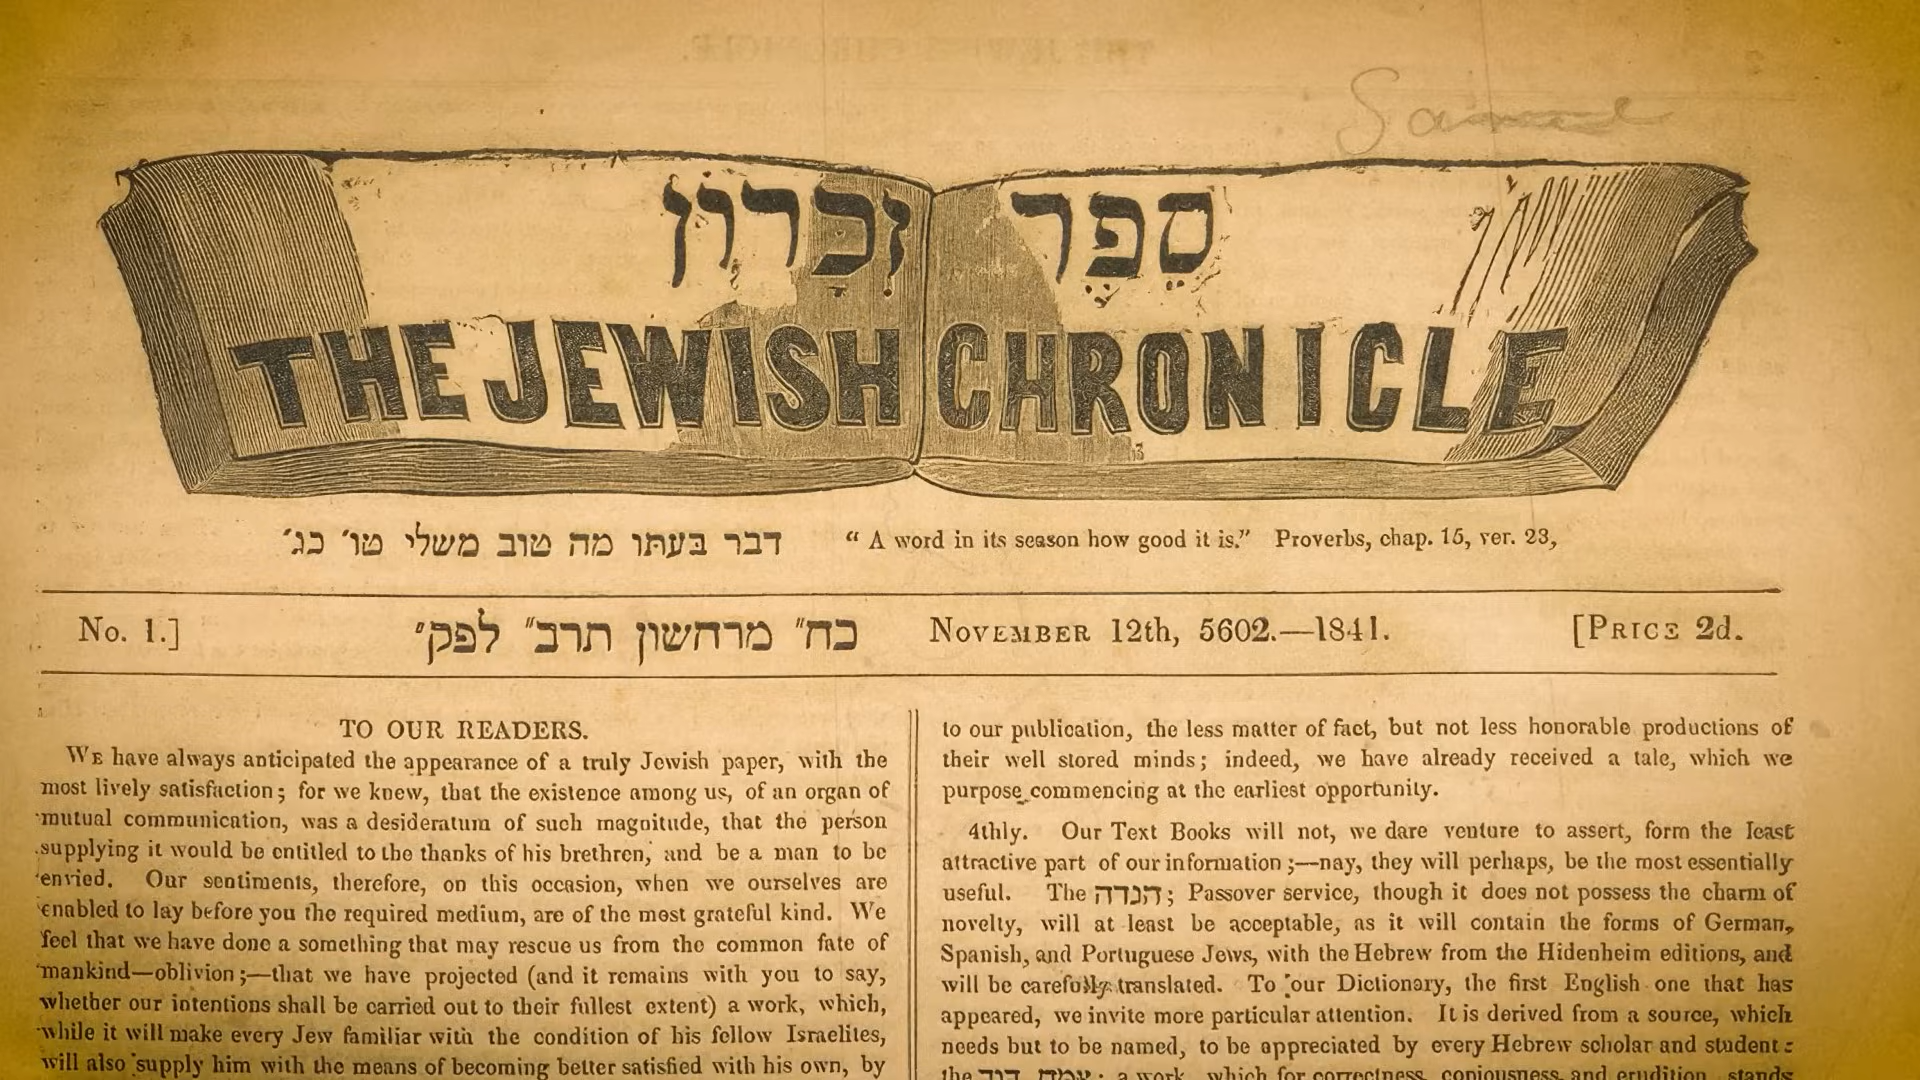 Samuel
סֵפֶר זִכָּרוֹן
THE JEWISH CHRONICLE
דבר בעתו מה טוב משלי טו׳ כג׳ “ A word in its season how good it is.” Proverbs, chap. 15, ver. 23,
No. 1.] כח״ מרחשון תרב״ לפק״ NOVEMBER 12th, 5602.—1841. [PRICE 2d.
TO OUR READERS.
WE have always anticipated the appearance of a truly Jewish paper, with the
most lively satisfaction; for we knew, that the existence among us, of an organ of
mutual communication, was a desideratum of such magnitude, that the person
supplying it would be entitled to the thanks of his brethren, and be a man to be
envied. Our sentiments, therefore, on this occasion, when we ourselves are
enabled to lay before you the required medium, are of the most grateful kind. We
feel that we have done a something that may rescue us from the common fate of
mankind—oblivion;—that we have projected (and it remains with you to say,
whether our intentions shall be carried out to their fullest extent) a work, which,
while it will make every Jew familiar with the condition of his fellow Israelites,
will also supply him with the means of becoming better satisfied with his own, by
to our publication, the less matter of fact, but not less honorable productions of
their well stored minds; indeed, we have already received a tale, which we
purpose commencing at the earliest opportunity.
4thly. Our Text Books will not, we dare venture to assert, form the least
attractive part of our information;—nay, they will perhaps, be the most essentially
useful. The הגדה; Passover service, though it does not possess the charm of
novelty, will at least be acceptable, as it will contain the forms of German,
Spanish, and Portuguese Jews, with the Hebrew from the Hidenheim editions, and
will be carefully translated. To our Dictionary, the first English one that has
appeared, we invite more particular attention. It is derived from a source, which
needs but to be named, to be appreciated by every Hebrew scholar and student:
the צמח דוד; a work, which for correctness, copiousness, and erudition, stands